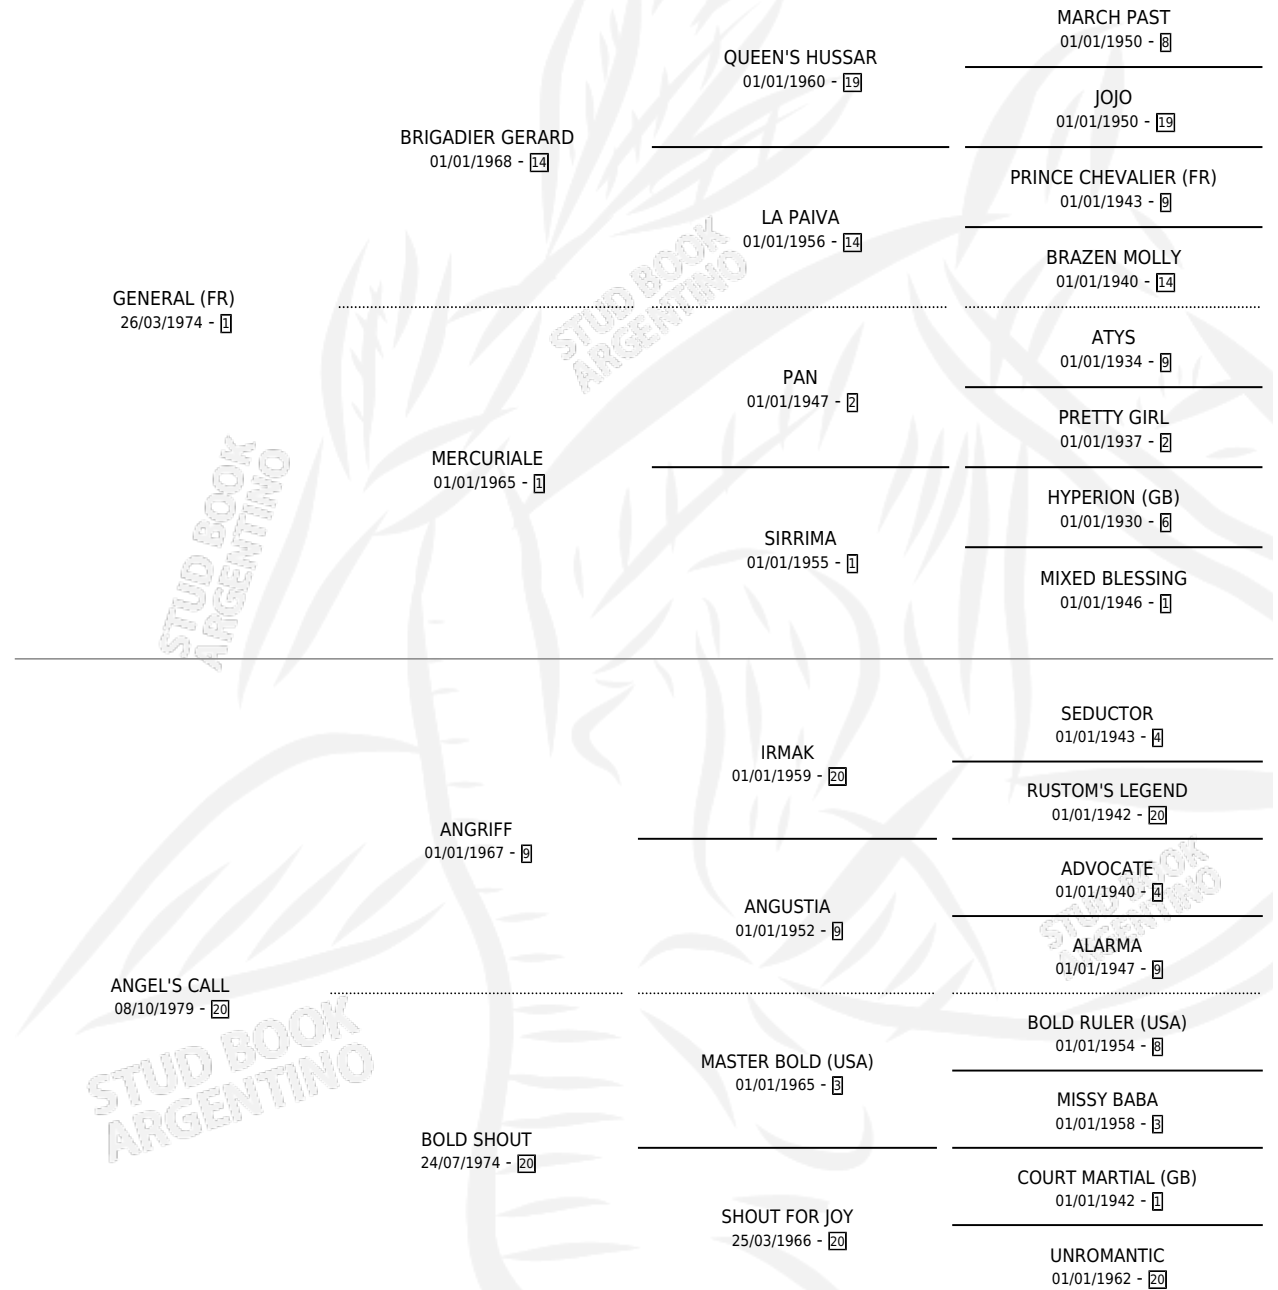 MARCH PAST
01/01/1950 - 8
QUEEN'S HUSSAR
01/01/1960 - 19
JOJO
01/01/1950 - 19
BRIGADIER GERARD
01/01/1968 - 14
PRINCE CHEVALIER (FR)
01/01/1943 - 9
LA PAIVA
01/01/1956 - 14
BRAZEN MOLLY
01/01/1940 - 14
GENERAL (FR)
26/03/1974 - 1
STUD BOOK
ARGENTINO
ATYS
01/01/1934 - 9
PAN
01/01/1947 - 2
PRETTY GIRL
01/01/1937 - 2
MERCURIALE
01/01/1965 - 1
HYPERION (GB)
01/01/1930 - 6
SIRRIMA
01/01/1955 - 1
MIXED BLESSING
01/01/1946 - 1
STUD BOOK
ARGENTINO
SEDUCTOR
01/01/1943 - 4
IRMAK
01/01/1959 - 20
RUSTOM'S LEGEND
01/01/1942 - 20
ANGRIFF
01/01/1967 - 9
ADVOCATE
01/01/1940 - 4
ANGUSTIA
01/01/1952 - 9
STUD BOOK
ARGENTINO
ALARMA
01/01/1947 - 9
ANGEL'S CALL
08/10/1979 - 20
STUD BOOK
ARGENTINO
BOLD RULER (USA)
01/01/1954 - 8
MASTER BOLD (USA)
01/01/1965 - 3
MISSY BABA
01/01/1958 - 3
BOLD SHOUT
24/07/1974 - 20
COURT MARTIAL (GB)
01/01/1942 - 1
SHOUT FOR JOY
25/03/1966 - 20
UNROMANTIC
01/01/1962 - 20